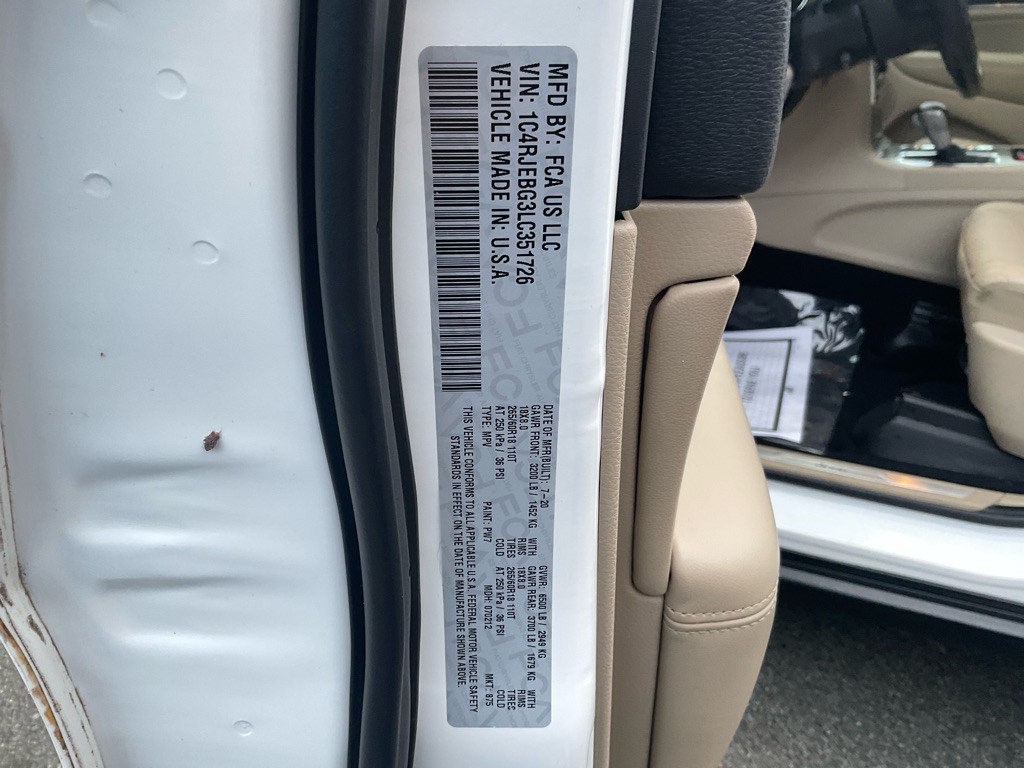 MFD BY: FCA US LLC
VIN: 1C4RJEBG3LC351726
VEHICLE MADE IN: U.S.A.
DATE OF MFR(BUILT): 7-20 GVWR: 6500 LB / 2949 KG
GAWR FRONT: 3200 LB / 1452 KG WITH GAWR REAR: 3700 LB / 1679 KG WITH
18X8.0 RIMS 18X8.0 RIMS
265/60R18 110T TIRES 265/60R18 110T TIREC
AT 250 kPa / 36 PSI COLD AT 250 kPa / 36 PSI COLD
TYPE: MPV PAINT: PW7 MDH: 070212 MKT: 875
THIS VEHICLE CONFORMS TO ALL APPLICABLE U.S.A. FEDERAL MOTOR VEHICLE SAFETY
STANDARDS IN EFFECT ON THE DATE OF MANUFACTURE SHOWN ABOVE.